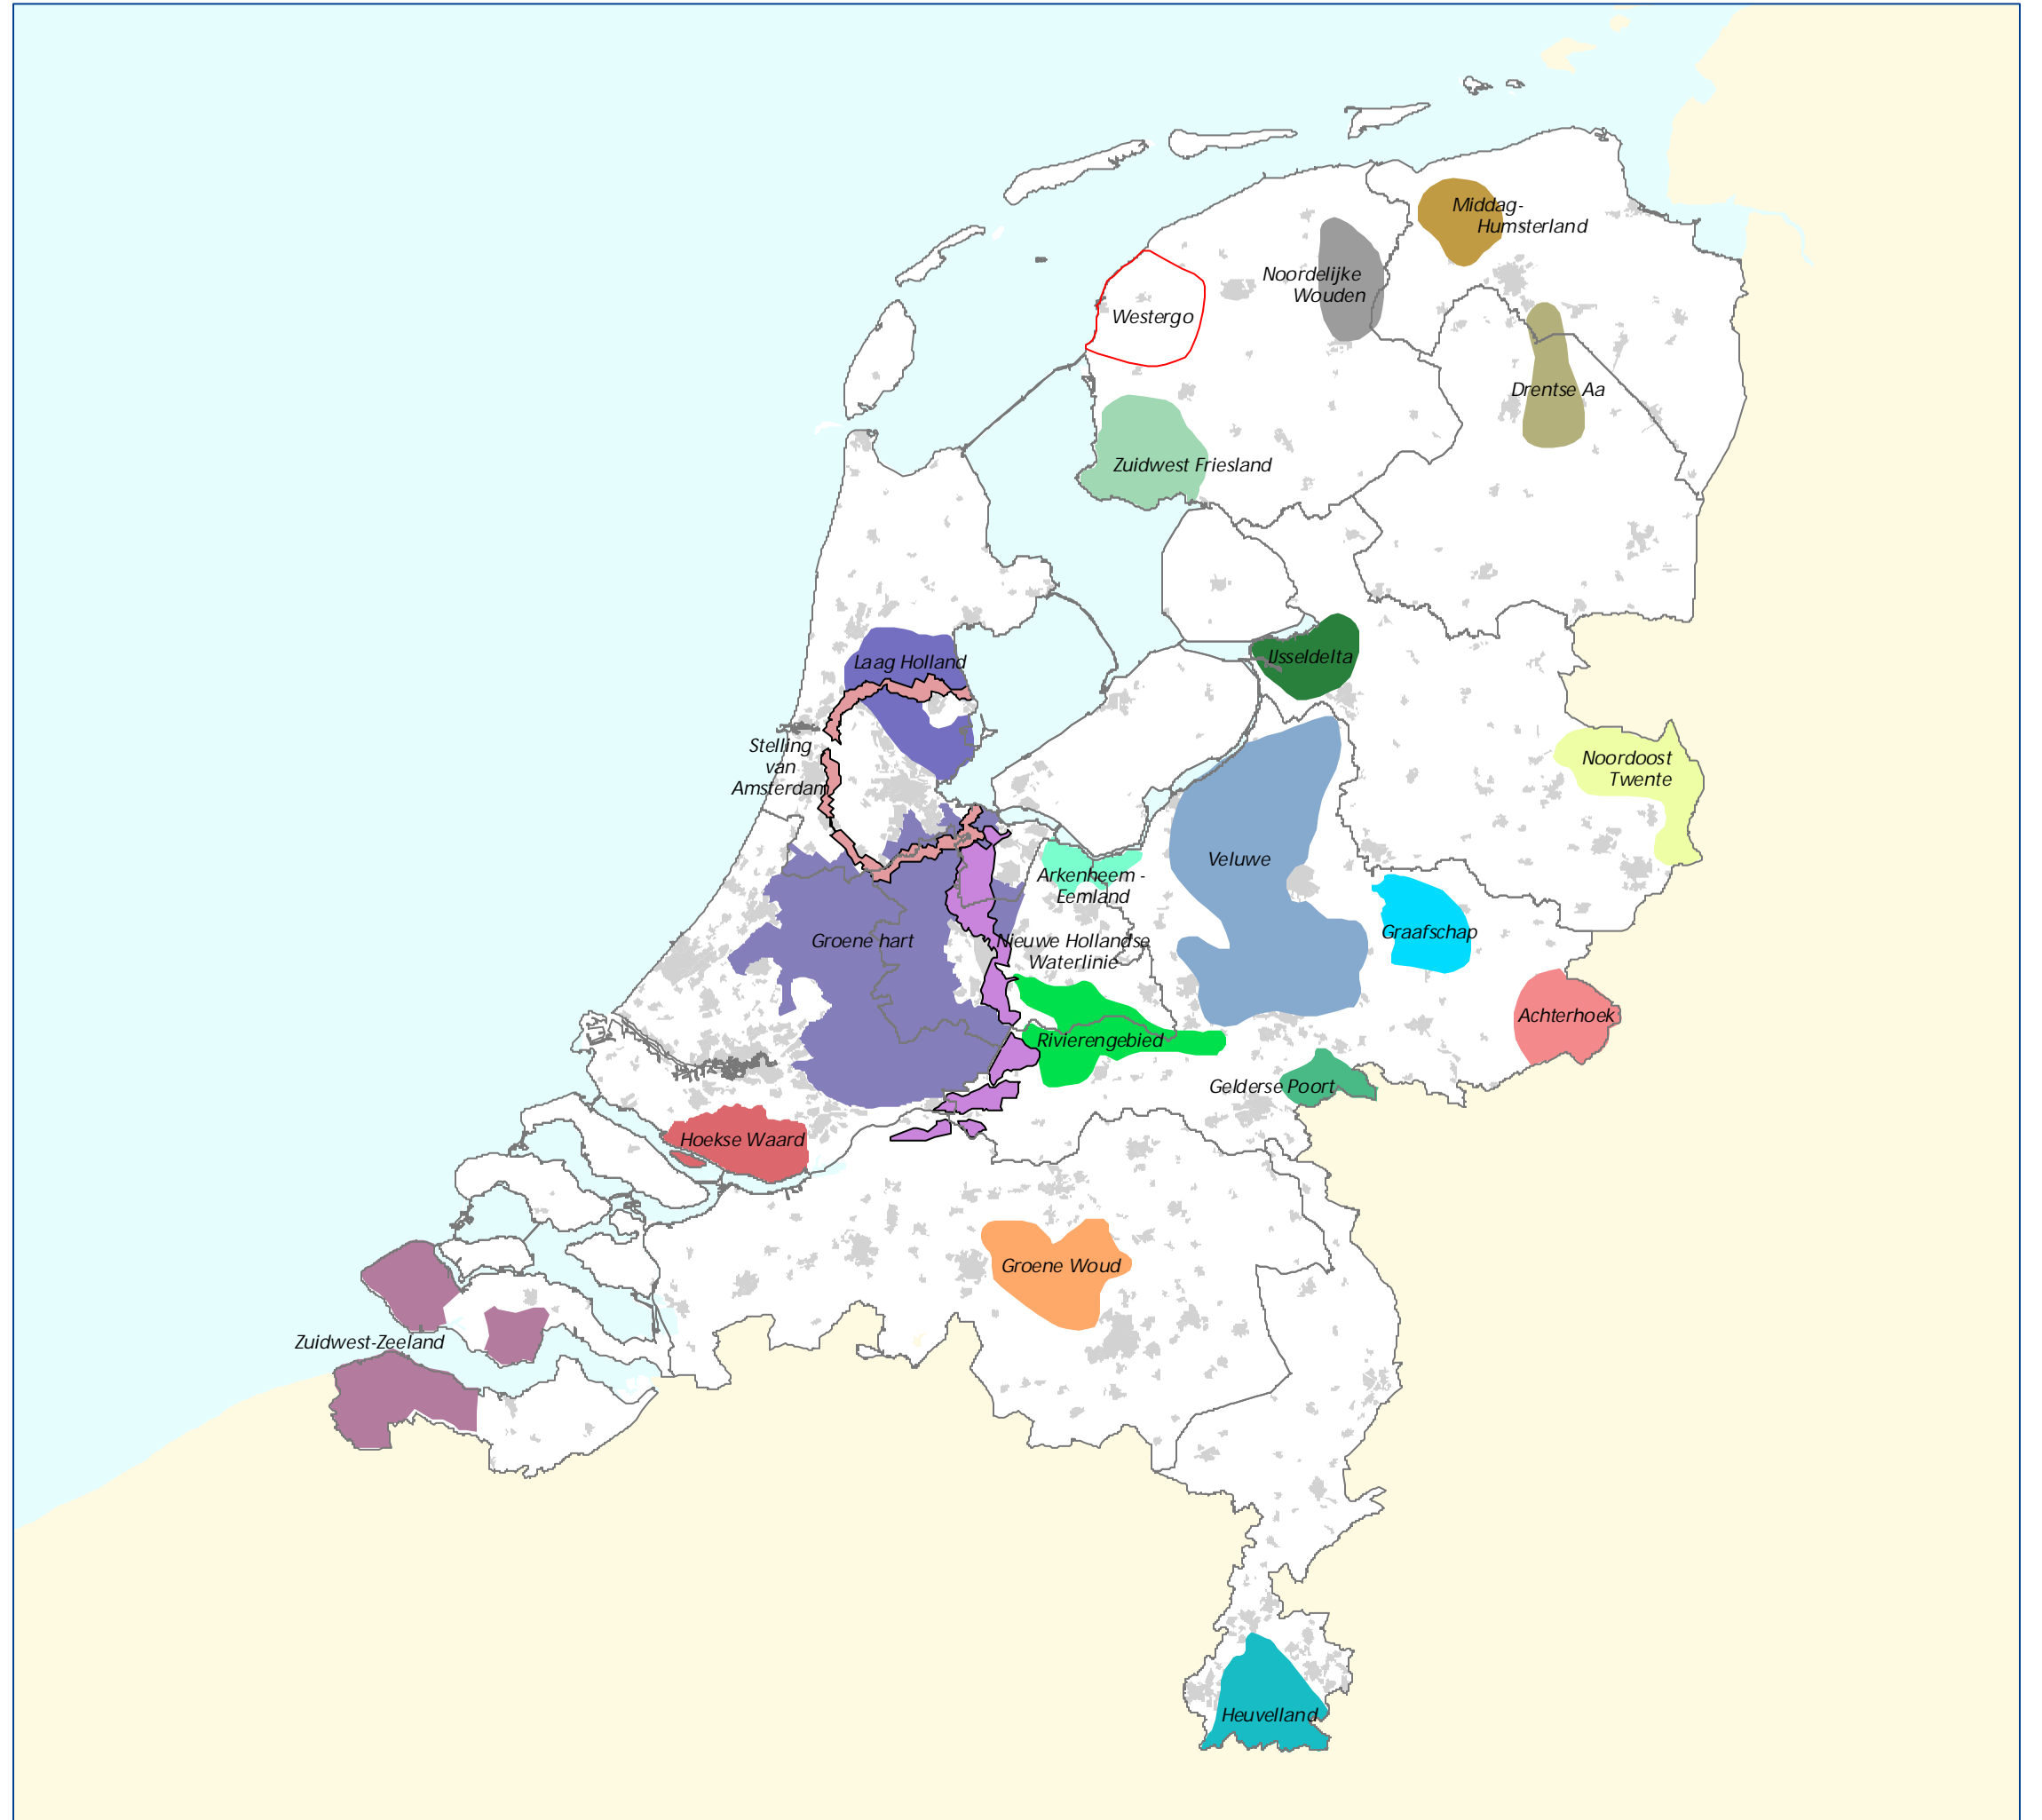 Middag-
Humsterland
Noordelijke
Wouden
Westergo
Drentse Aa
Zuidwest Friesland
IJsseldelta
Laag Holland
Stelling
van
Amsterdam
Noordoost
Twente
Veluwe
Arkenheem -
Eemland
Graafschap
Groene hart
Nieuwe Hollandse
Waterlinie
Achterhoek
Rivierengebied
Gelderse Poort
Hoekse Waard
Groene Woud
Zuidwest-Zeeland
Heuvelland